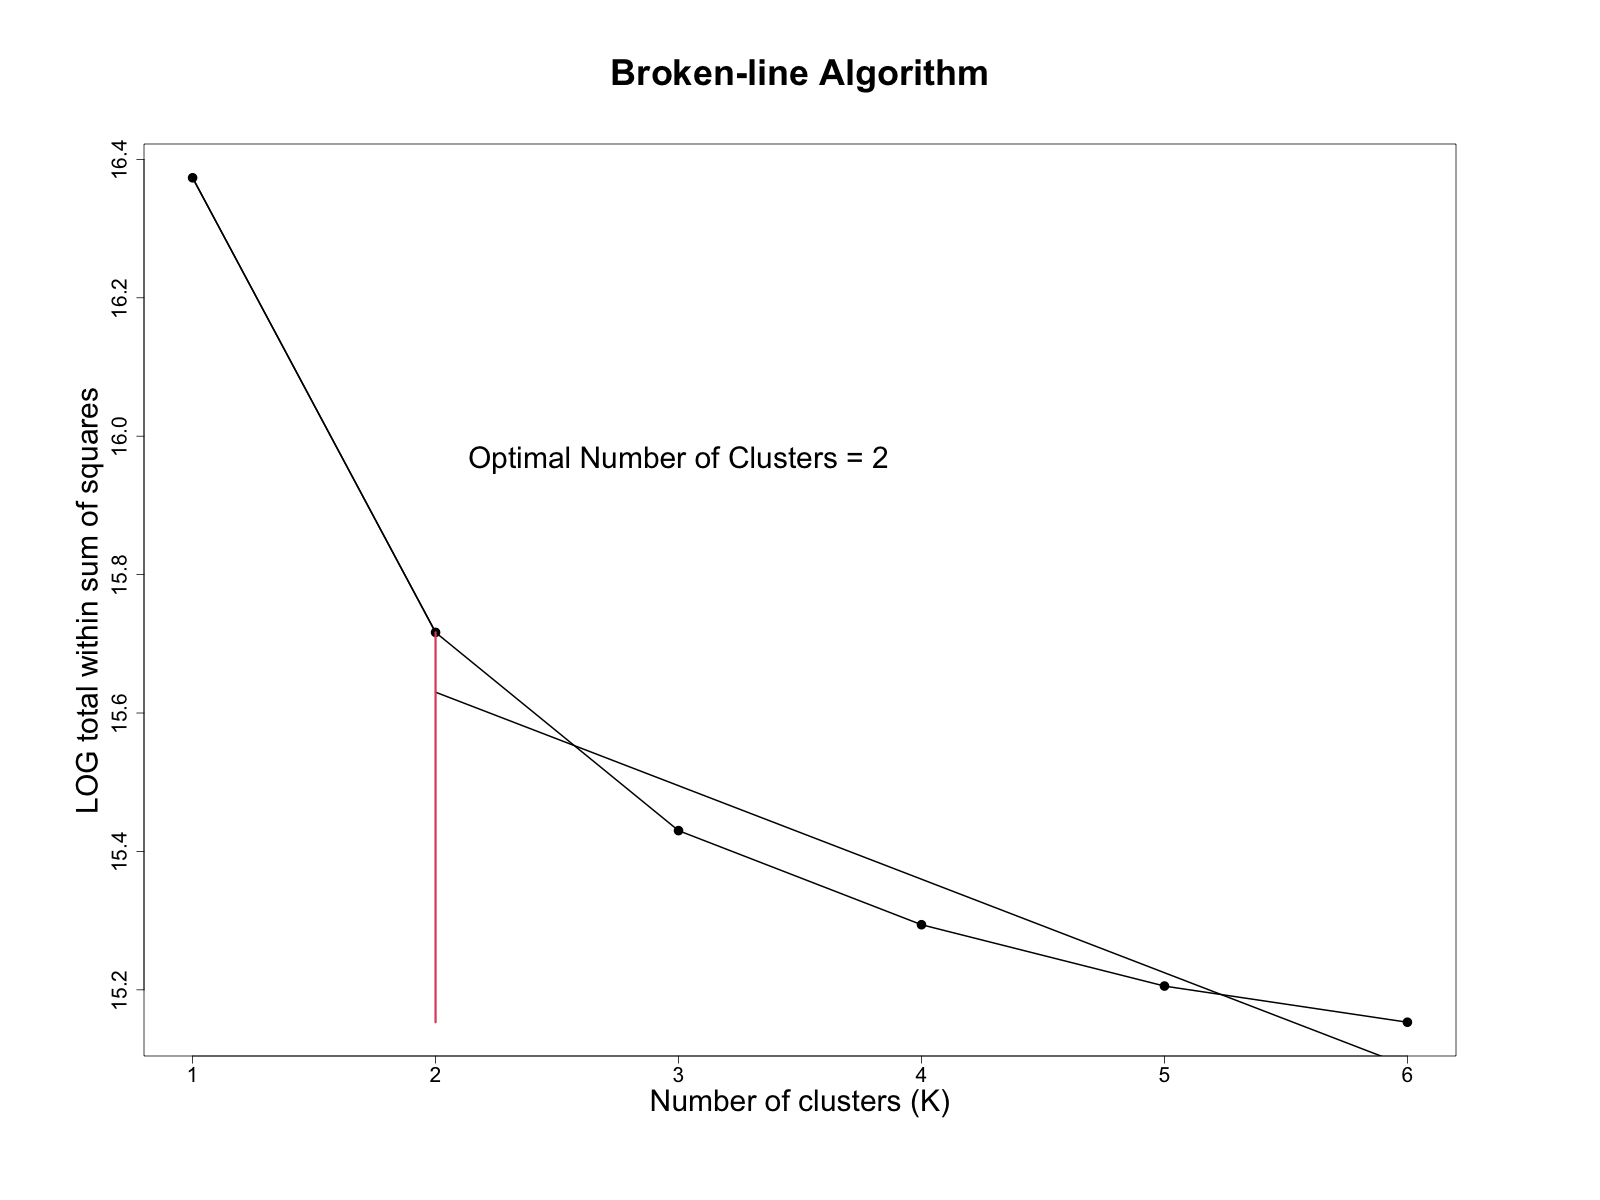 Broken-line Algorithm
LOG total within sum of squares
16.4
16.2
16.0
15.8
15.6
15.4
15.2
Optimal Number of Clusters = 2
1 2 3 4 5 6
Number of clusters (K)